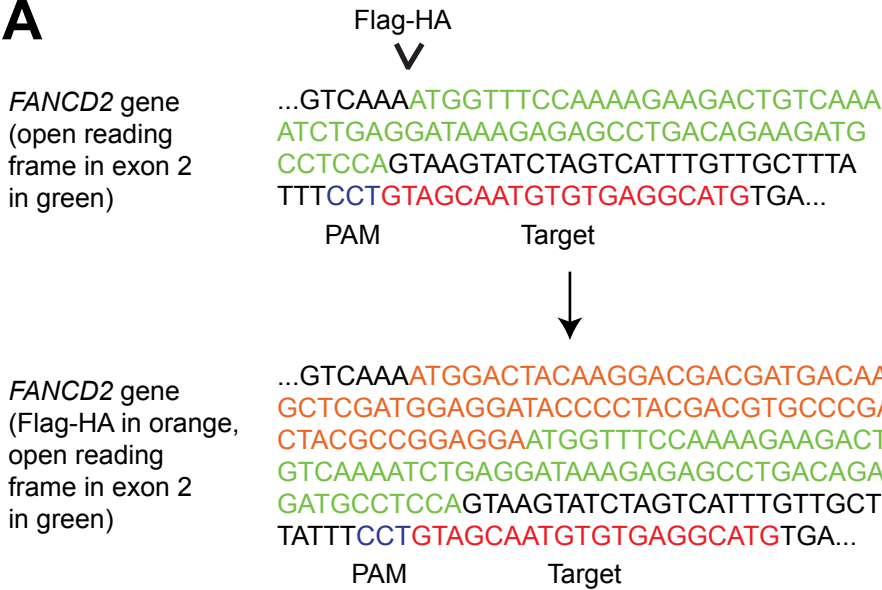 A
Flag-HA
FANCD2 gene
(open reading
frame in exon 2
in green)
...GTCAAAATGGTTTCCAAAAGAAGACTGTCAAA
ATCTGAGGATAAAGAGAGCCTGACAGAAGATG
CCTCCAGTAAGTATCTAGTCATTTGTTGCTTTA
TTTCCTGTAGCAATGTGTGAGGCATGTGA...
PAM Target
FANCD2 gene
(Flag-HA in orange,
open reading
frame in exon 2
in green)
...GTCAAAATGGACTACAAGGACGACGATGACAA
GCTCGATGGAGGATACCCCTACGACGTGCCCGA
CTACGCCGGAGGAATGGTTTCCAAAAGAAGACT
GTCAAAATCTGAGGATAAAGAGAGCCTGACAGA
GATGCCTCCAGTAAGTATCTAGTCATTTGTTGCT
TATTTCCTGTAGCAATGTGTGAGGCATGTGA...
PAM Target